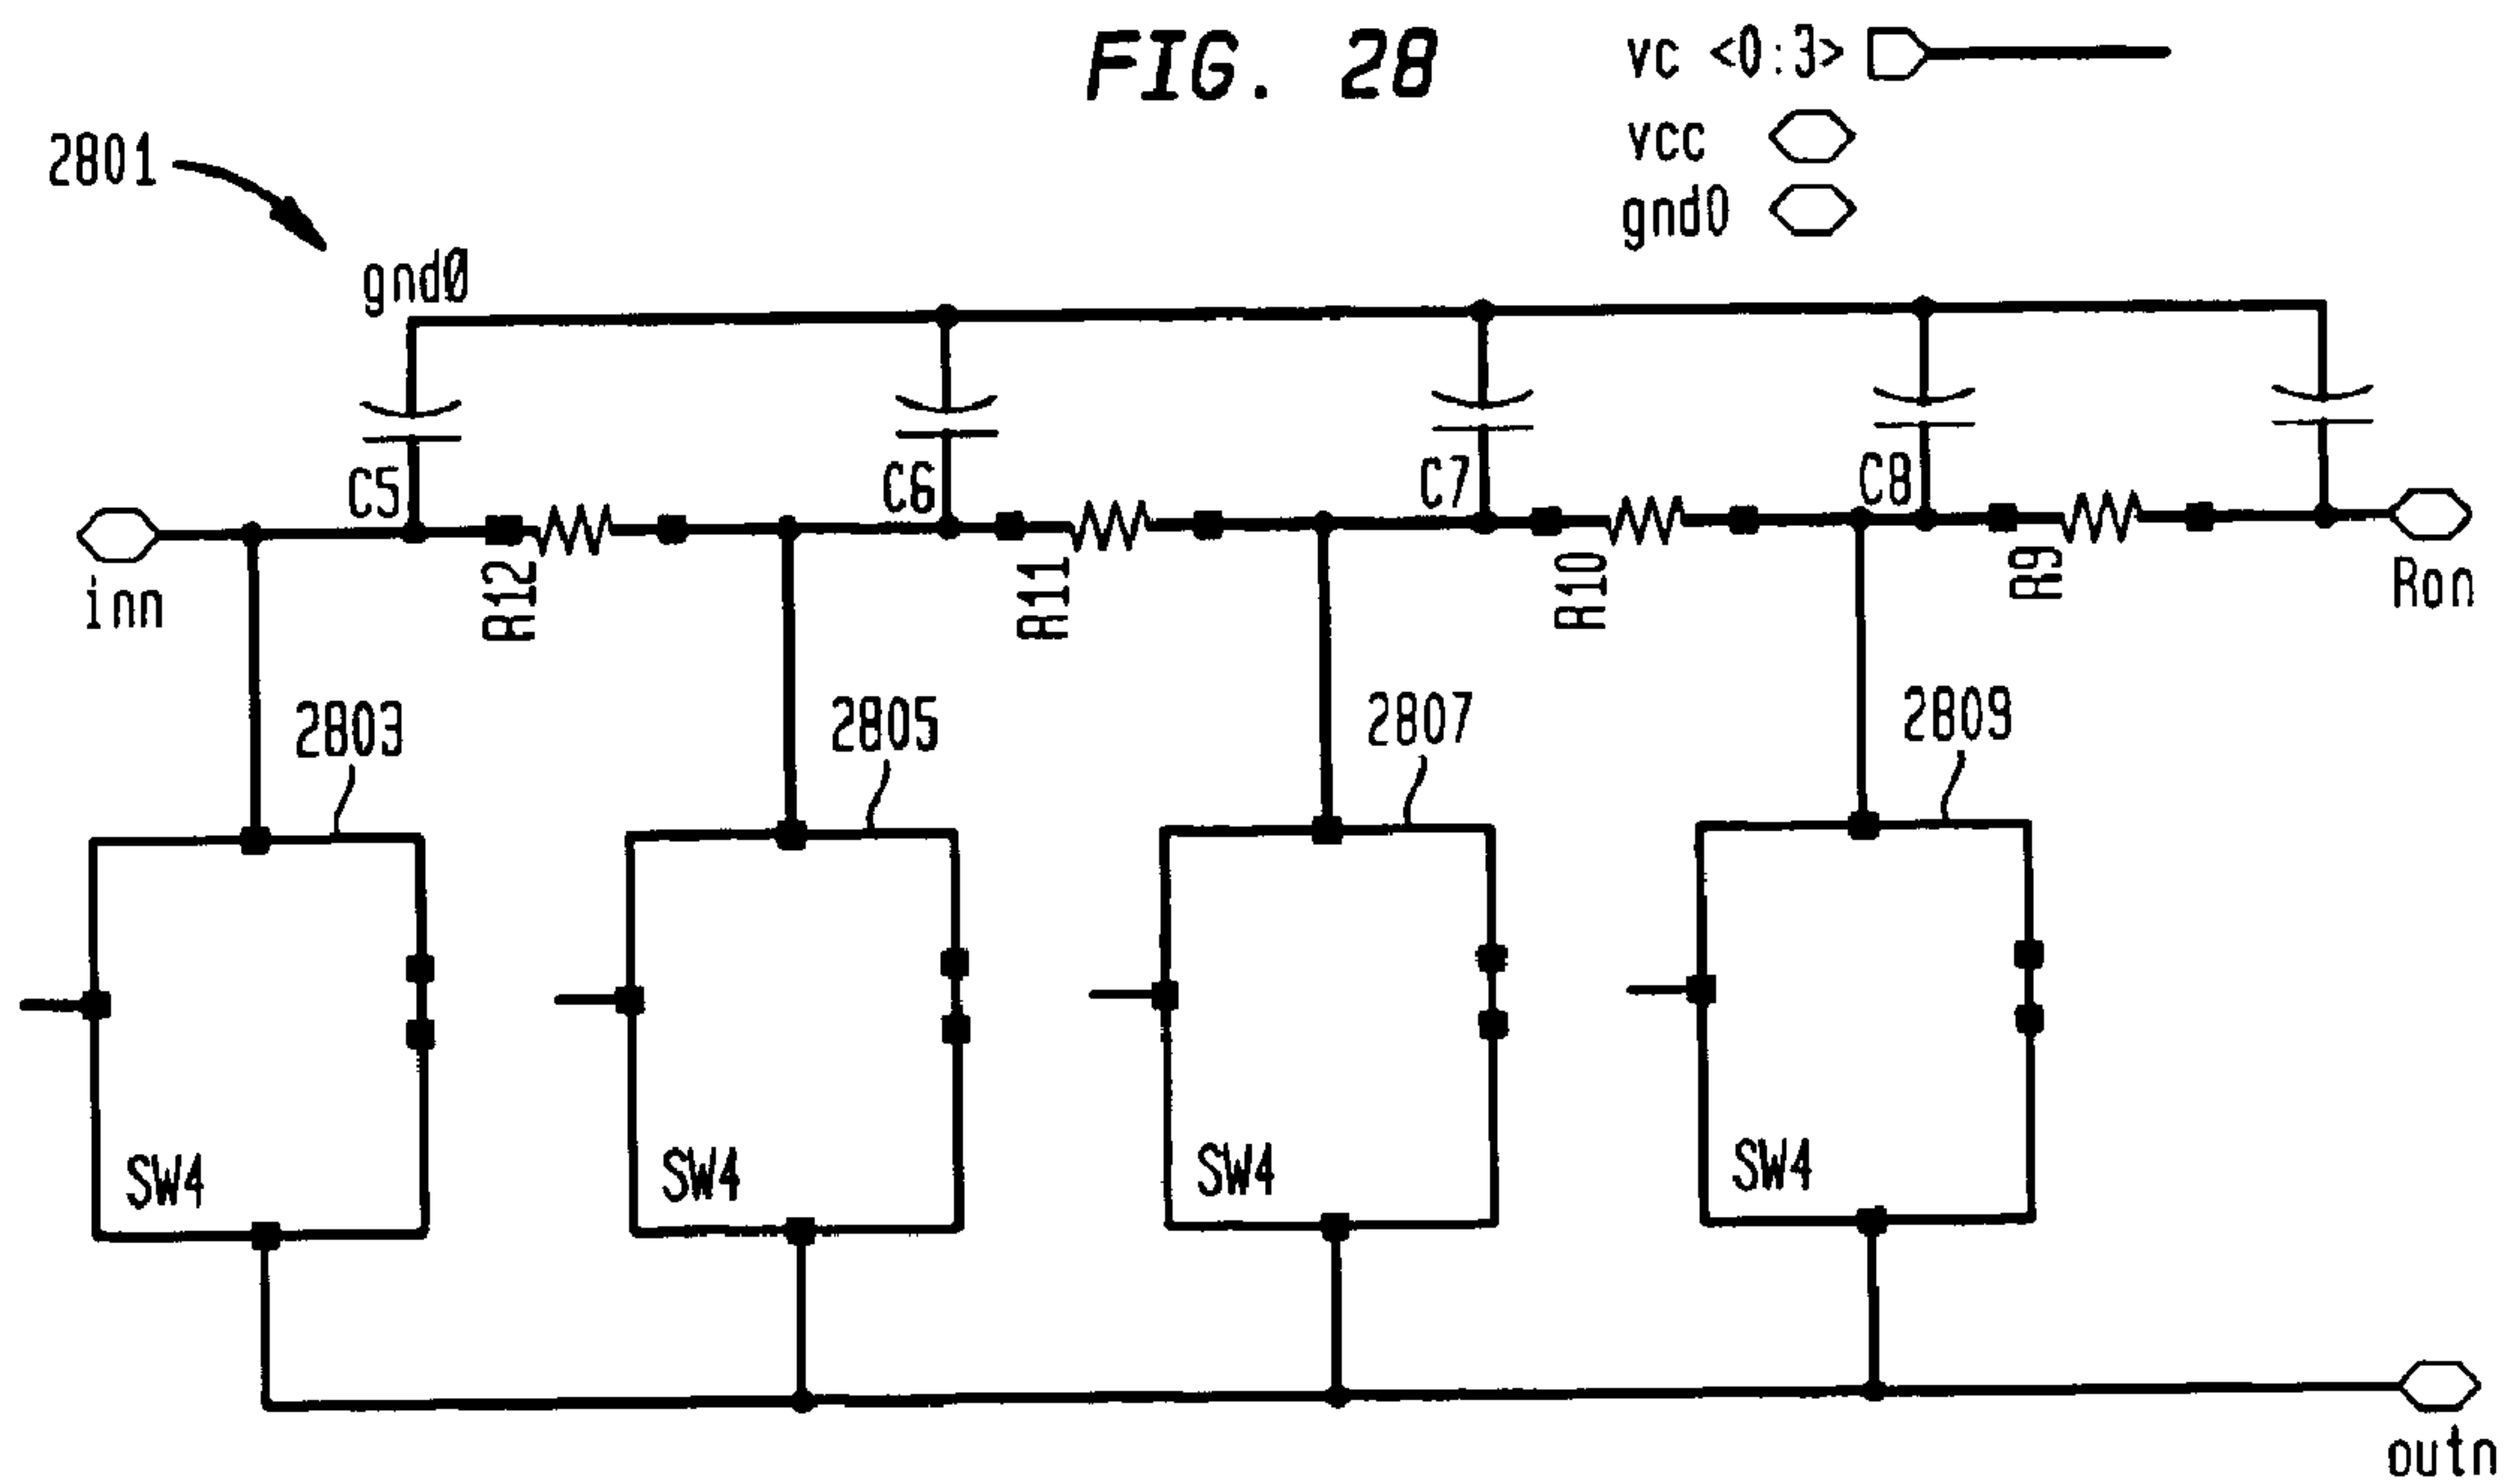 FIG. 28
vc <0:3>
vcc
gnd0
2801
gnd0
C5
C6
C7
C8
inn
R12
R11
R10
R9
Ron
2803
2805
2807
2809
SW4
SW4
SW4
SW4
outn